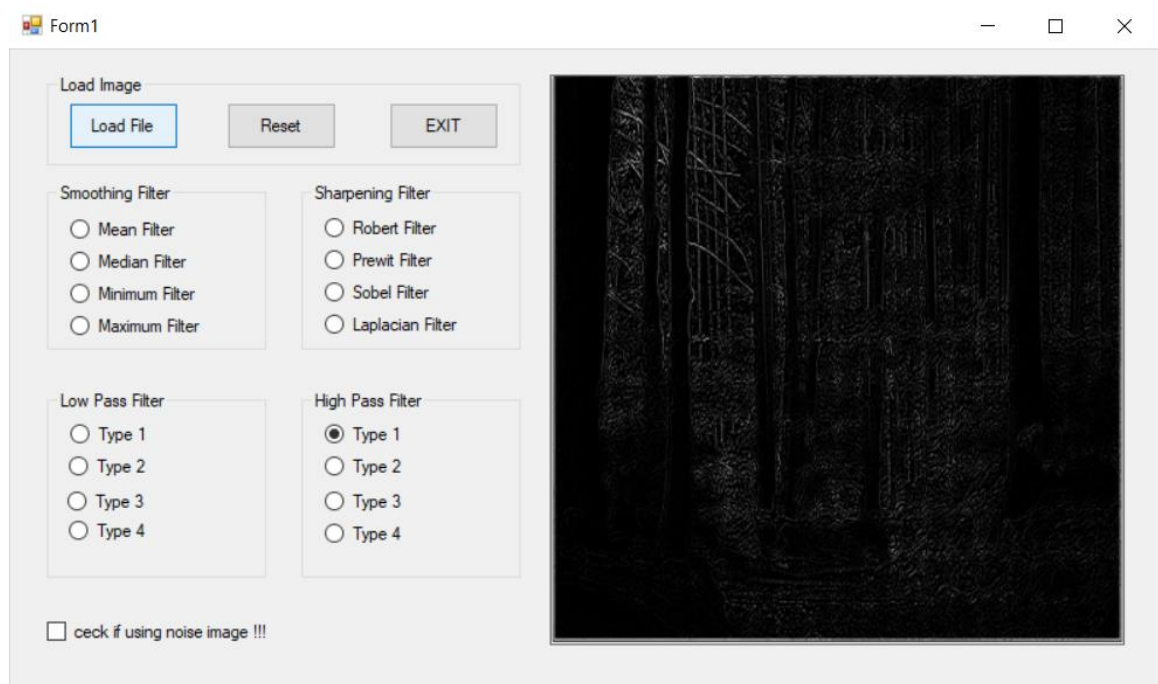 Form1
Load Image
Load File
Reset
EXIT
Smoothing Filter
Mean Filter
Median Filter
Minimum Filter
Maximum Filter
Sharpening Filter
Robert Filter
Prewit Filter
Sobel Filter
Laplacian Filter
Low Pass Filter
Type 1
Type 2
Type 3
Type 4
High Pass Filter
Type 1
Type 2
Type 3
Type 4
ceck if using noise image !!!